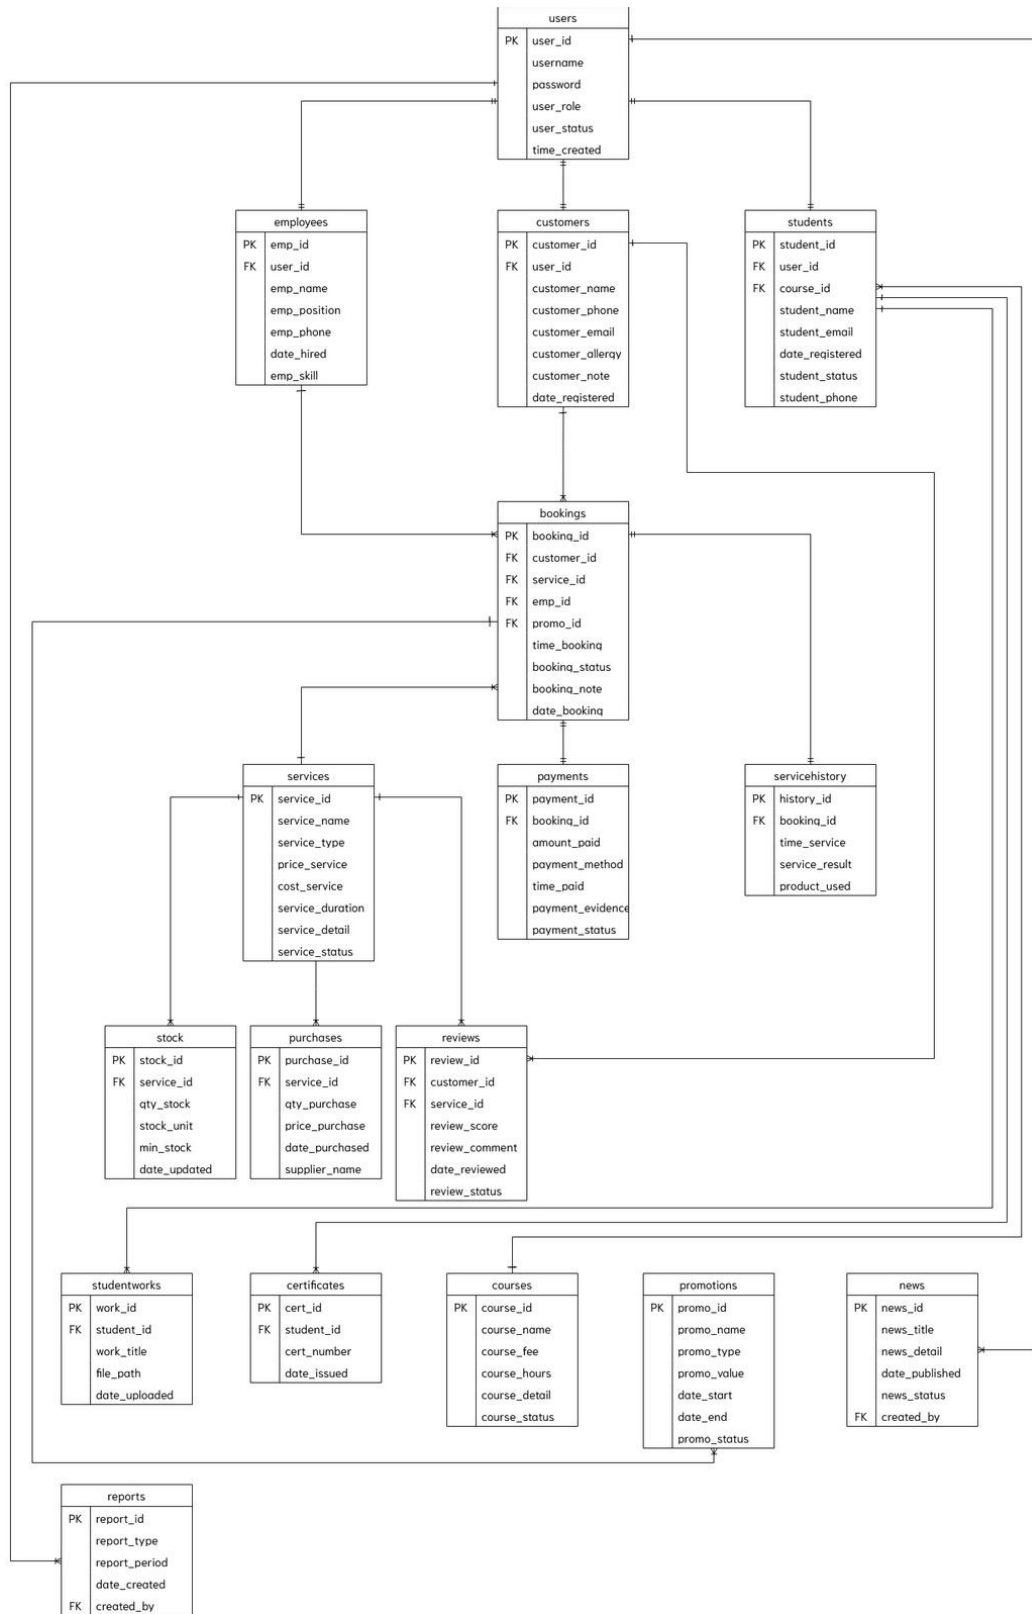 users
PK user_id
username
password
user_role
user_status
time_created
employees
PK emp_id
FK user_id
emp_name
emp_position
emp_phone
date_hired
emp_skill
customers
PK customer_id
FK user_id
customer_name
customer_phone
customer_email
customer_allergy
customer_note
date_registered
students
PK student_id
FK user_id
FK course_id
student_name
student_email
date_registered
student_status
student_phone
bookings
PK booking_id
FK customer_id
FK service_id
FK emp_id
FK promo_id
time_booking
booking_status
booking_note
date_booking
services
PK service_id
service_name
service_type
price_service
cost_service
service_duration
service_detail
service_status
payments
PK payment_id
FK booking_id
amount_paid
payment_method
time_paid
payment_evidence
payment_status
servicehistory
PK history_id
FK booking_id
time_service
service_result
product_used
stock
PK stock_id
FK service_id
qty_stock
stock_unit
min_stock
date_updated
purchases
PK purchase_id
FK service_id
qty_purchase
price_purchase
date_purchased
supplier_name
reviews
PK review_id
FK customer_id
FK service_id
review_score
review_comment
date_reviewed
review_status
studentworks
PK work_id
FK student_id
work_title
file_path
date_uploaded
certificates
PK cert_id
FK student_id
cert_number
date_issued
courses
PK course_id
course_name
course_fee
course_hours
course_detail
course_status
promotions
PK promo_id
promo_name
promo_type
promo_value
date_start
date_end
promo_status
news
PK news_id
news_title
news_detail
date_published
news_status
FK created_by
reports
PK report_id
report_type
report_period
date_created
FK created_by